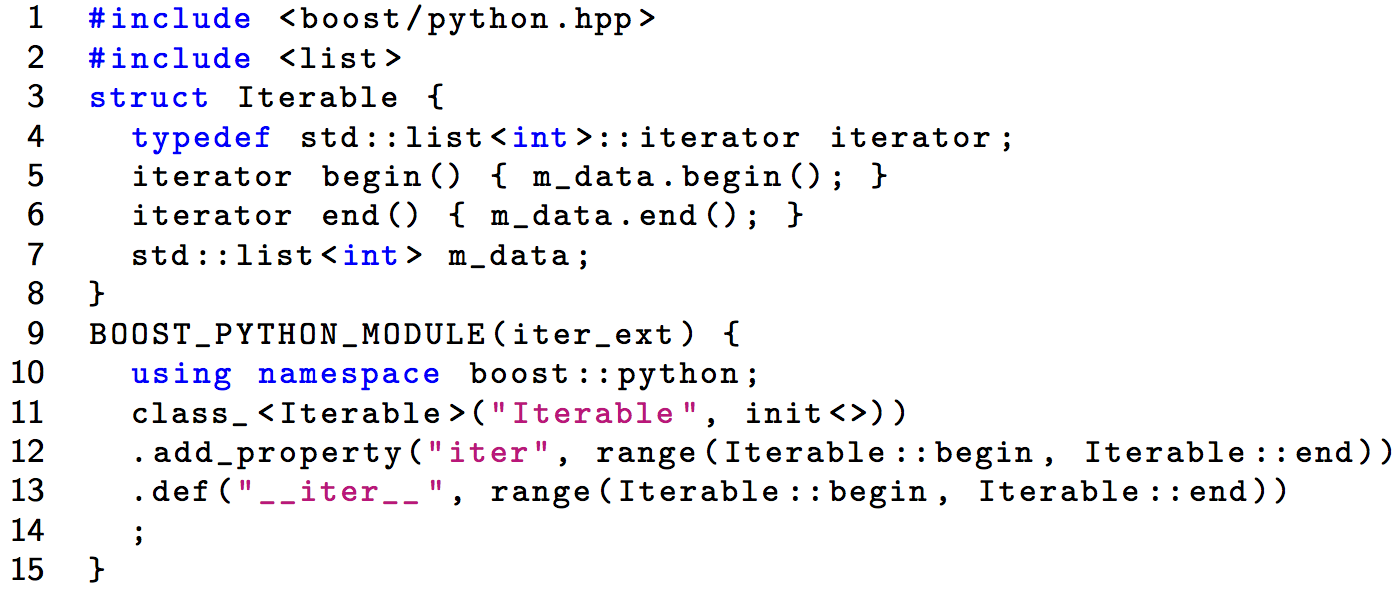 1 #include <boost/python.hpp>
2 #include <list>
3 struct Iterable {
4 typedef std::list<int>::iterator iterator;
5 iterator begin() { m_data.begin(); }
6 iterator end() { m_data.end(); }
7 std::list<int> m_data;
8 }
9 BOOST_PYTHON_MODULE(iter_ext) {
10 using namespace boost::python;
11 class_<Iterable>("Iterable", init<>))
12 .add_property("iter", range(Iterable::begin, Iterable::end))
13 .def("__iter__", range(Iterable::begin, Iterable::end))
14 ;
15 }